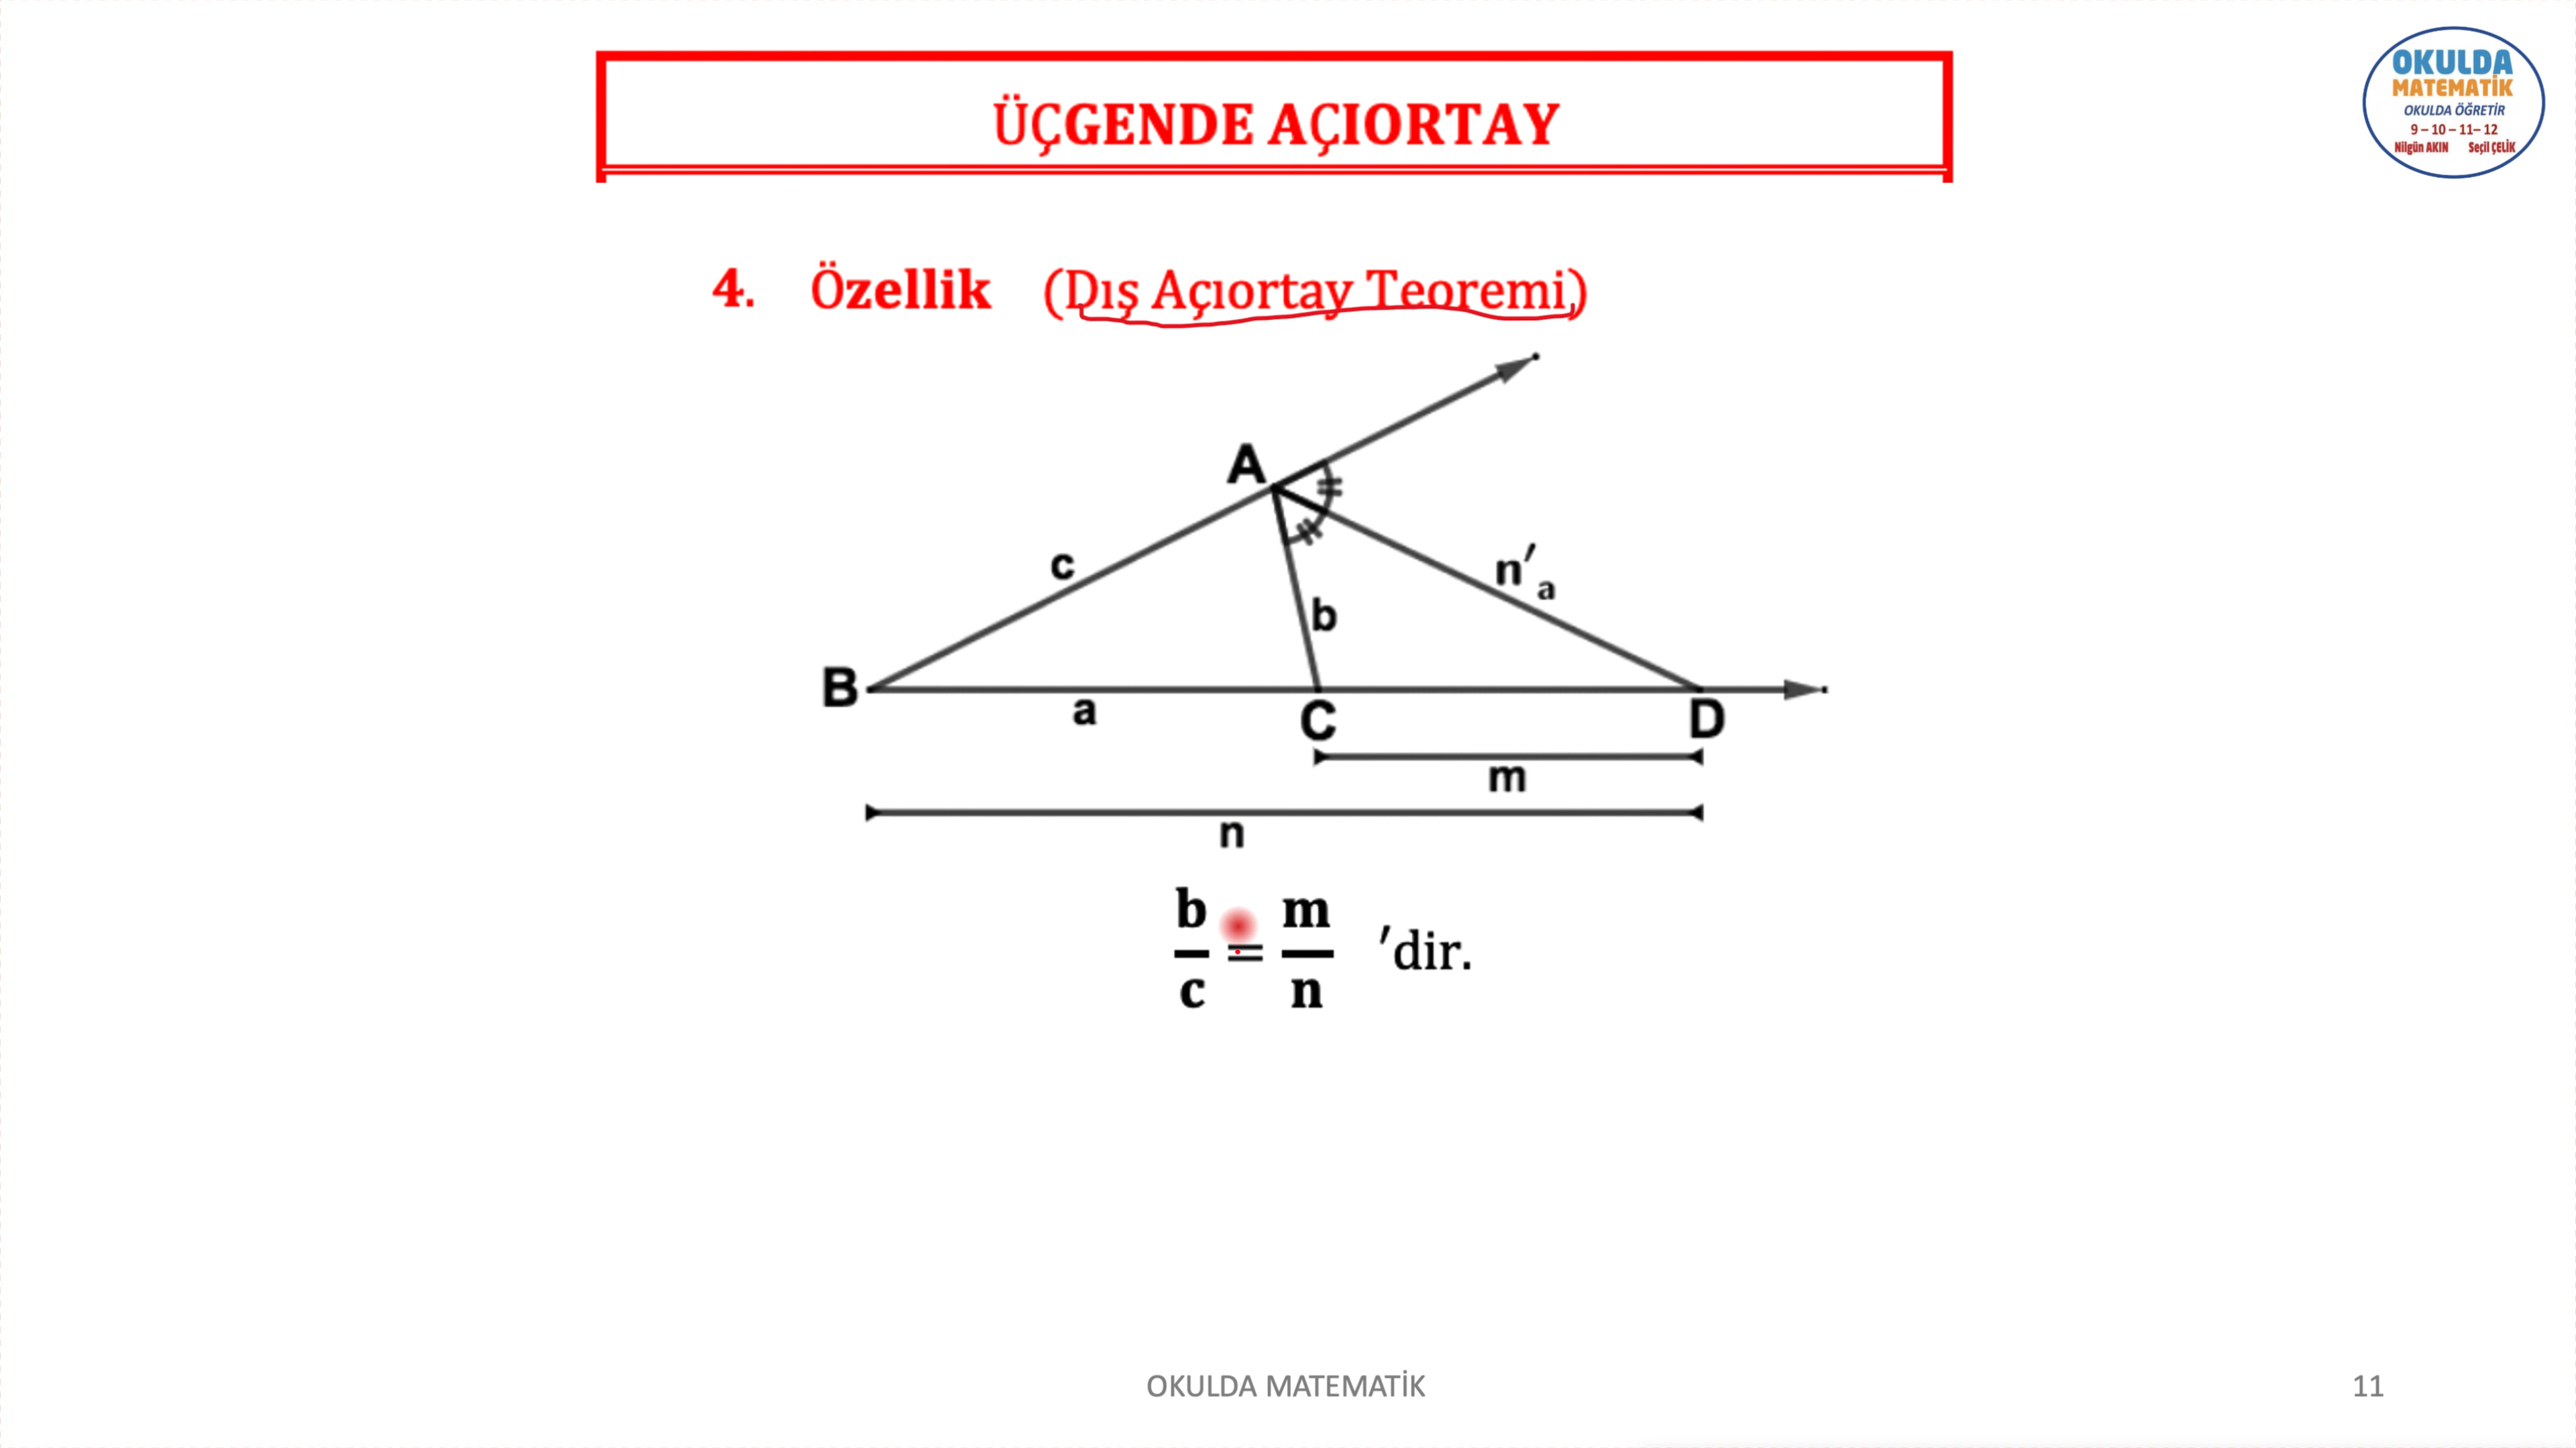 OKULDA
MATEMATİK
OKULDA ÖĞRETİR
9 – 10 – 11– 12
Nilgün AKIN Seçil ÇELİK
ÜÇGENDE AÇIORTAY
4. Özellik (Dış Açıortay Teoremi)
A
c
n′a
b
B
a
C
D
m
n
b/c = m/n ′dir.
OKULDA MATEMATİK
11